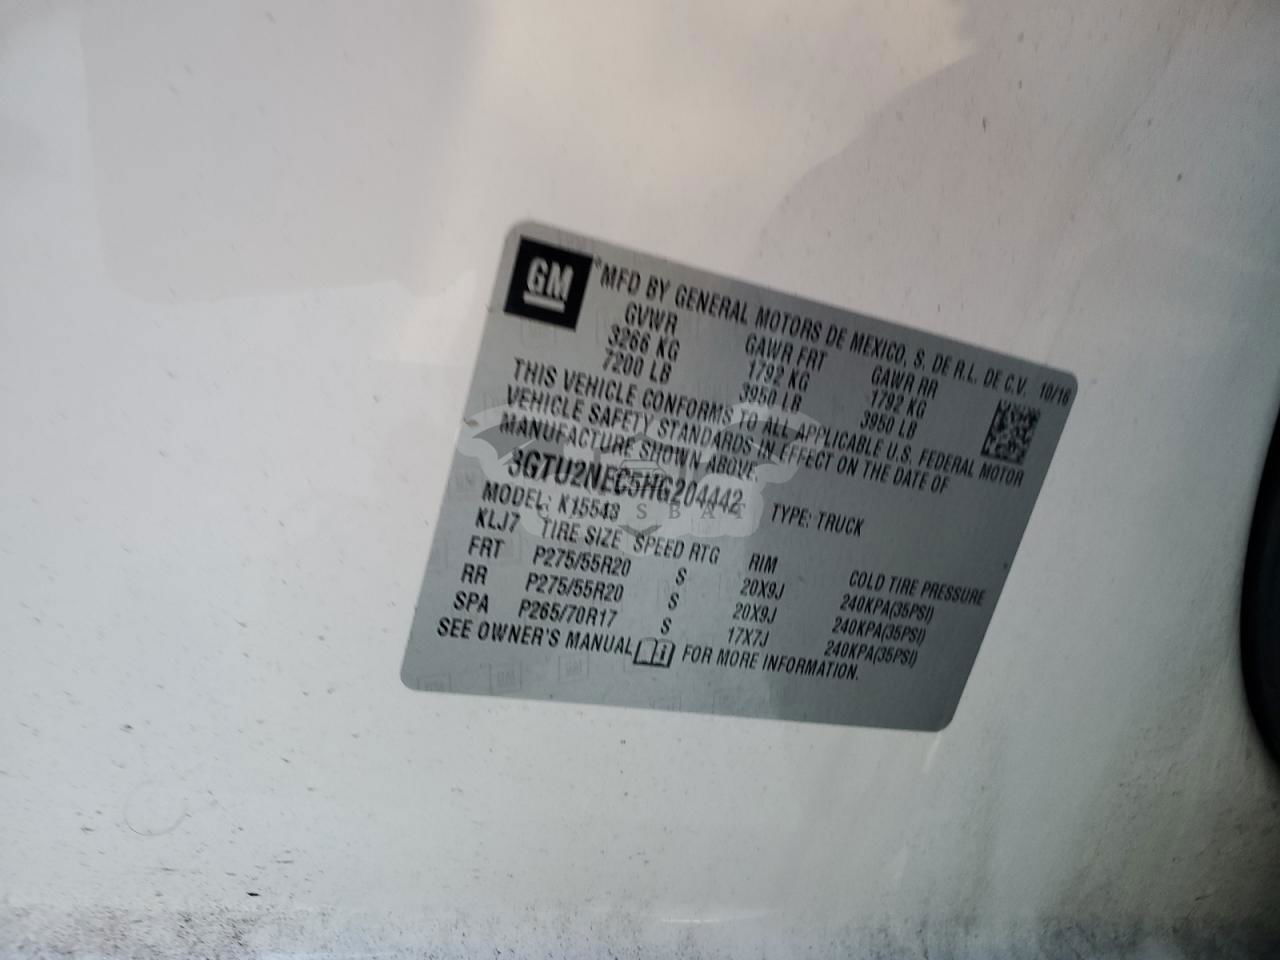 GM
®MFD BY GENERAL MOTORS DE MEXICO, S. DE R.L. DE C.V. 10/16
GVWR GAWR FRT GAWR RR
3266 KG 1792 KG 1792 KG
7200 LB 3950 LB 3950 LB
THIS VEHICLE CONFORMS TO ALL APPLICABLE U.S. FEDERAL MOTOR
VEHICLE SAFETY STANDARDS IN EFFECT ON THE DATE OF
MANUFACTURE SHOWN ABOVE.
3GTU2NEC5HG204442 TYPE: TRUCK
MODEL: K15543
KLJ7 TIRE SIZE SPEED RTG RIM COLD TIRE PRESSURE
FRT P275/55R20 S 20X9J 240KPA(35PSI)
RR P275/55R20 S 20X9J 240KPA(35PSI)
SPA P265/70R17 S 17X7J 240KPA(35PSI)
SEE OWNER'S MANUAL FOR MORE INFORMATION.